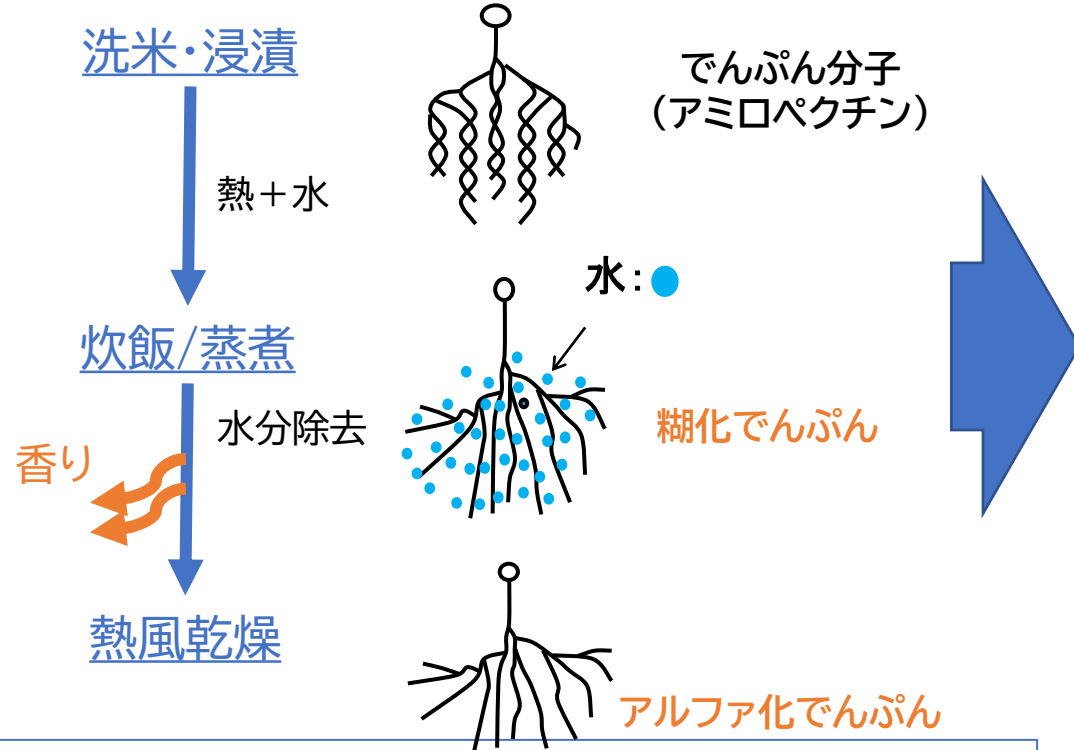 洗米・浸漬
でんぷん分子
（アミロペクチン）
熱＋水
水：
炊飯/蒸煮
水分除去
糊化でんぷん
香り
熱風乾燥
アルファ化でんぷん